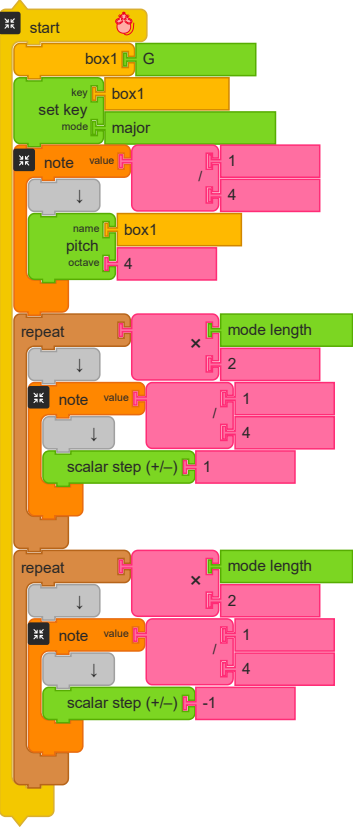 start
box1 G
key box1
set key
mode major
note value 1
/
↓ 4
name box1
pitch
octave 4
repeat mode length
×
↓ 2
note value 1
/
↓ 4
scalar step (+/–) 1
repeat mode length
×
↓ 2
note value 1
/
↓ 4
scalar step (+/–) -1